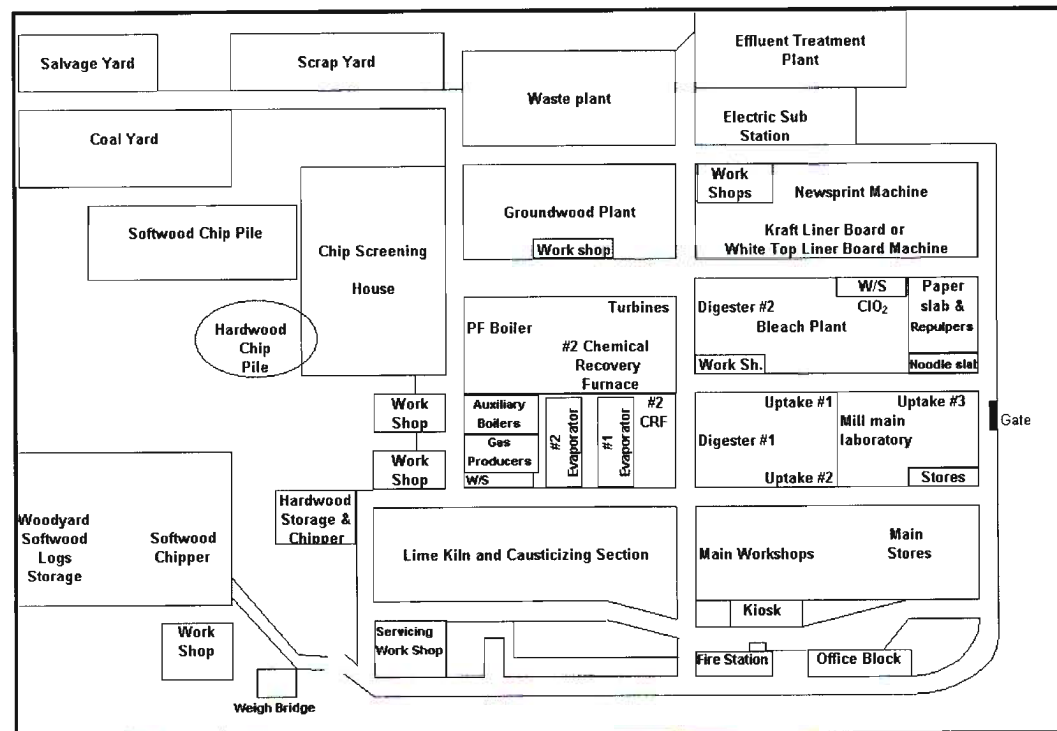 Effluent Treatment
Plant
Salvage Yard
Scrap Yard
Waste plant
Electric Sub
Station
Coal Yard
Work
Shops
Newsprint Machine
Groundwood Plant
Work shop
Kraft Liner Board or
White Top Liner Board Machine
Softwood Chip Pile
Chip Screening
House
Hardwood
Chip
Pile
Turbines
PF Boiler
#2 Chemical
Recovery
Furnace
Digester #2
W/S
ClO₂
Bleach Plant
Work Sh.
Paper
slab &
Repulpers
Noodle slat
Work
Shop
Auxiliary
Boilers
Gas
Producers
W/S
#2
Evaporator
#1
Evaporator
#2
CRF
Uptake #1
Digester #1
Uptake #2
Uptake #3
Mill main
laboratory
Stores
Gate
Work
Shop
Hardwood
Storage &
Chipper
Woodyard
Softwood
Logs
Storage
Softwood
Chipper
Lime Kiln and Causticizing Section
Main Workshops
Main
Stores
Kiosk
Work
Shop
Servicing
Work Shop
Fire Station
Office Block
Weigh Bridge